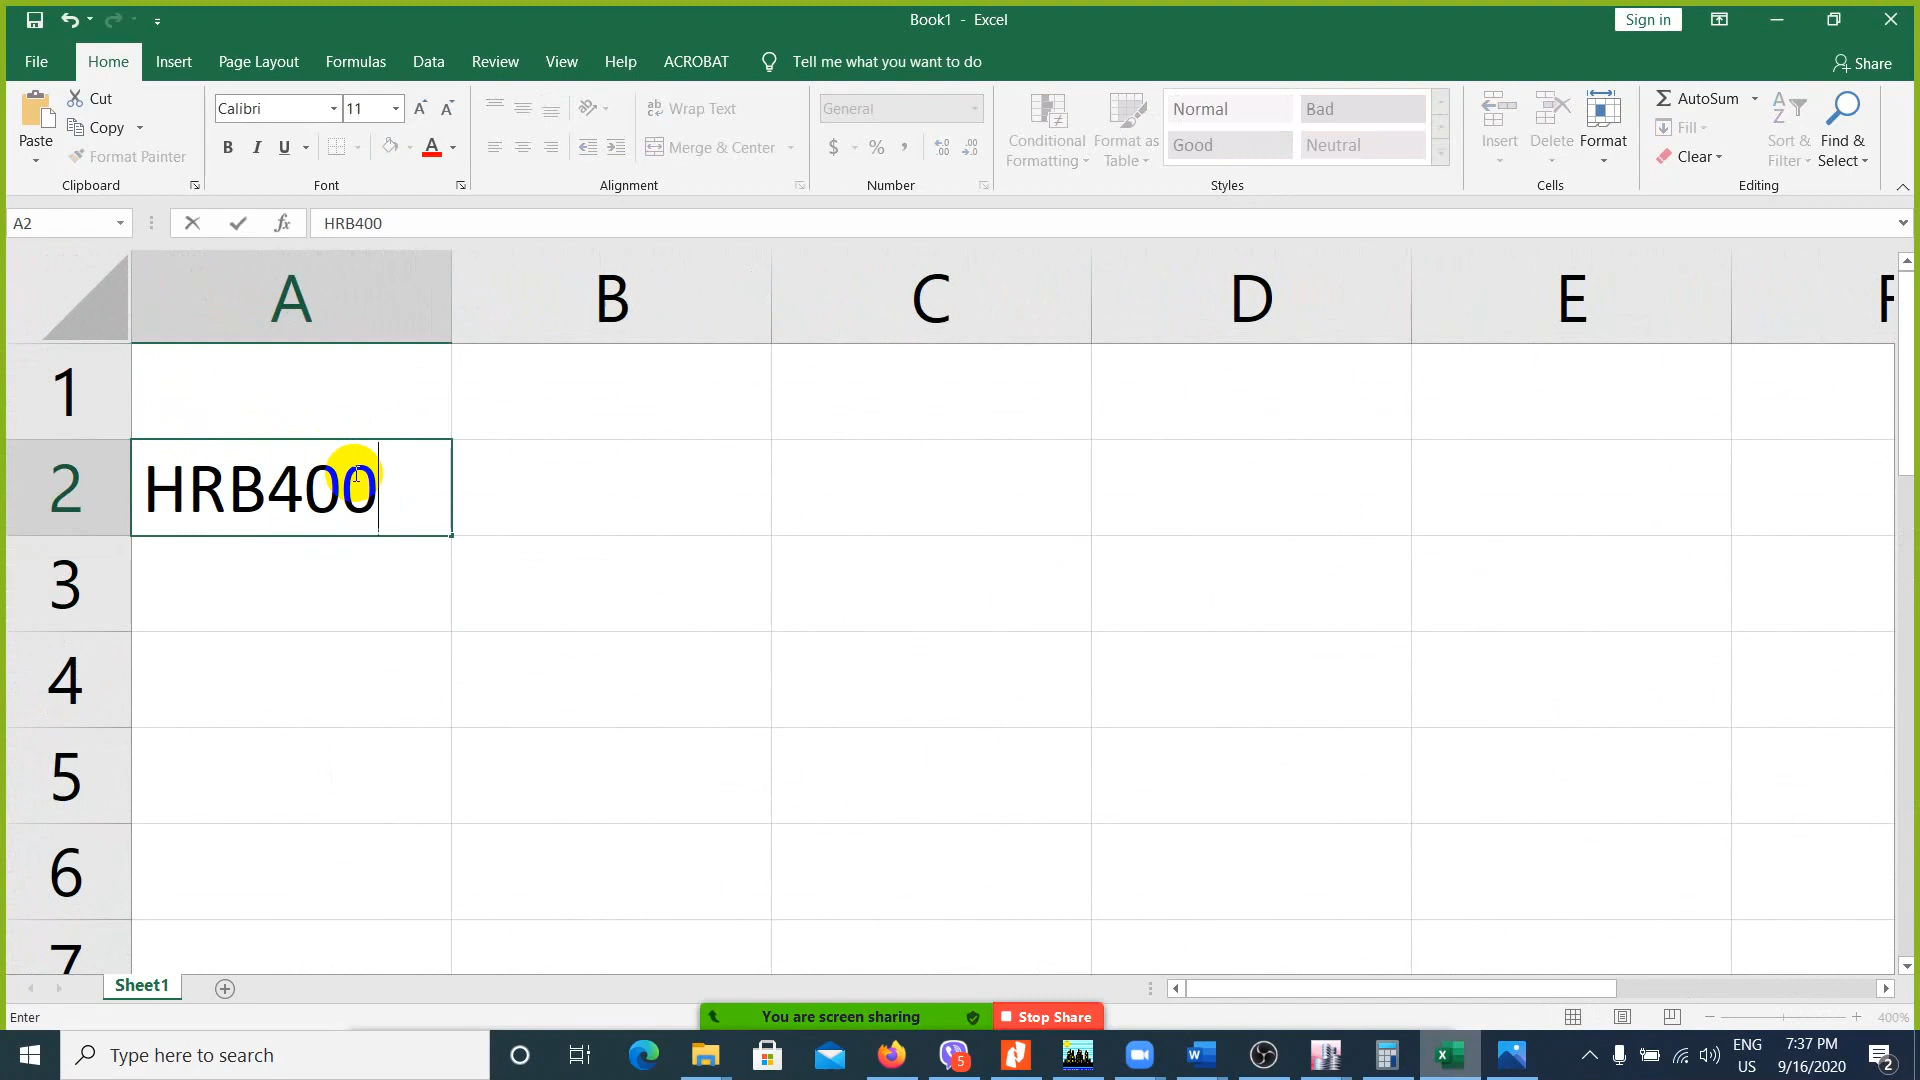 Book1 - Excel
Sign in
File Home Insert Page Layout Formulas Data Review View Help ACROBAT Tell me what you want to do Share
Paste
Cut
Copy
Format Painter
Clipboard
Calibri 11
B I U
Font
Wrap Text
Merge & Center
Alignment
General
$ % ,
Number
Conditional Formatting
Format as Table
Normal Bad
Good Neutral
Styles
Insert Delete Format
Cells
AutoSum
Fill
Clear
Sort & Filter
Find & Select
Editing
A2 fx HRB400
A B C D E F
1
2 HRB400
3
4
5
6
7
Sheet1
Enter
You are screen sharing Stop Share
400%
Type here to search
5
ENG
US
7:37 PM
9/16/2020
2